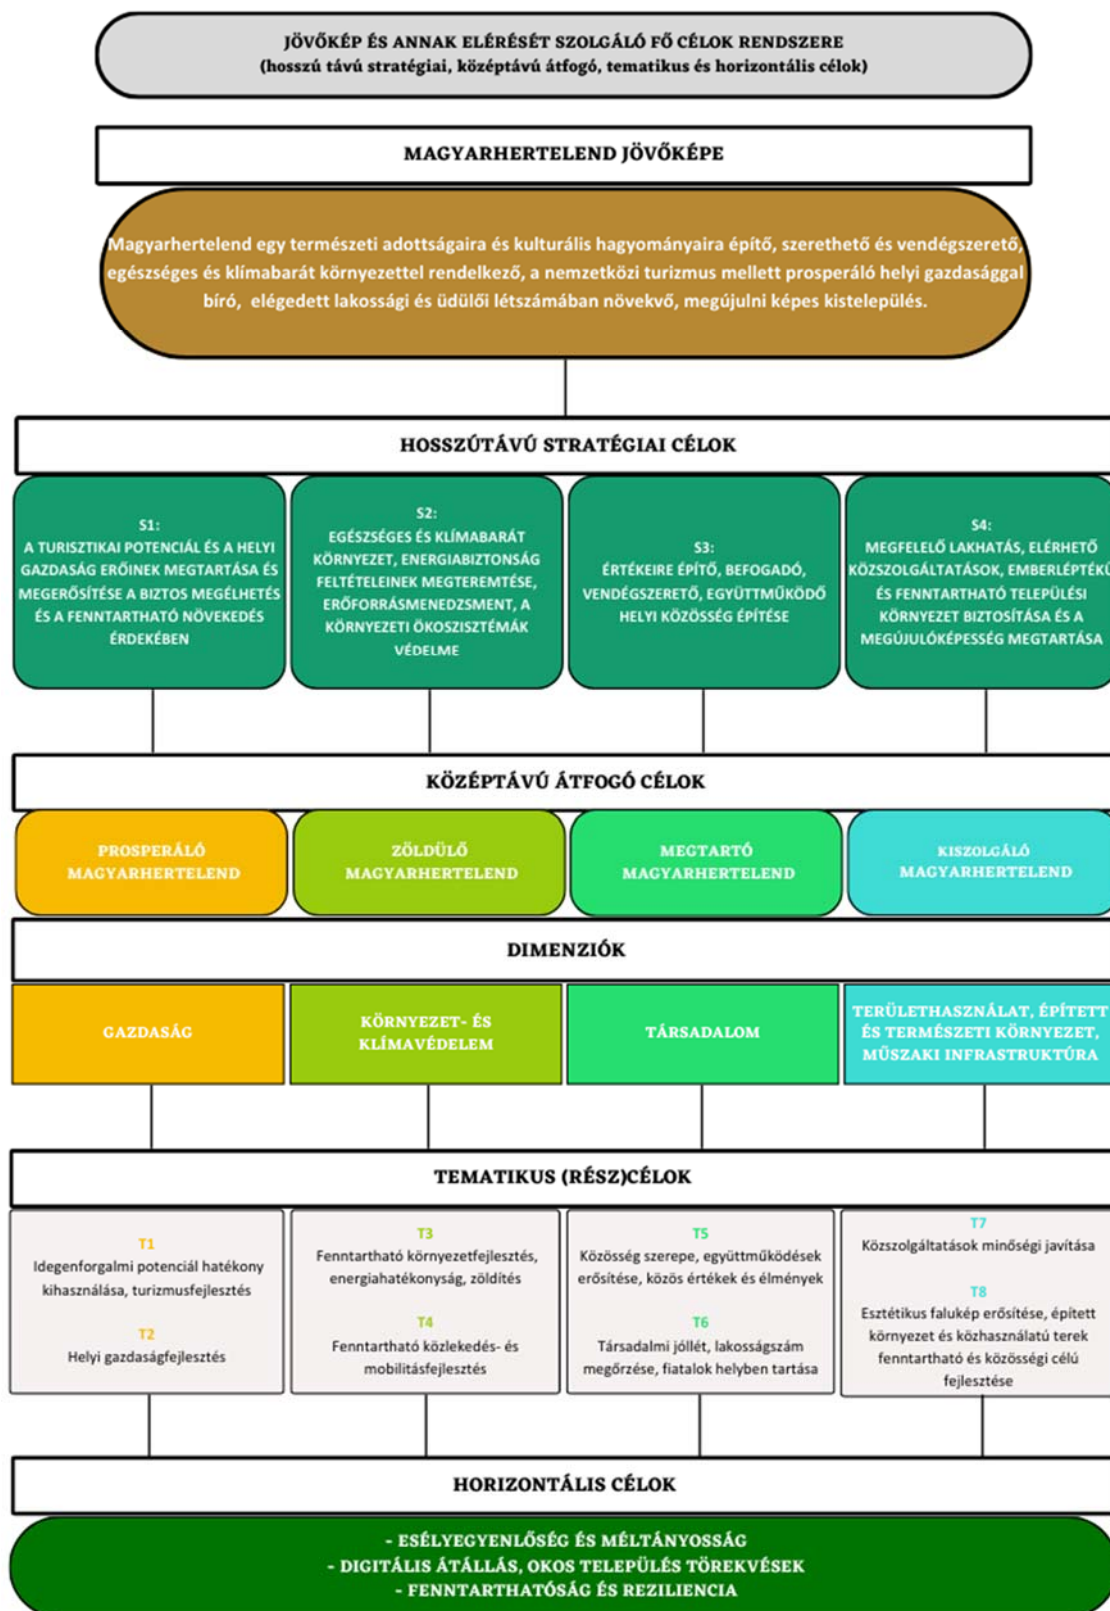 JÖVŐKÉP ÉS ANNAK ELÉRÉSÉT SZOLGÁLÓ FŐ CÉLOK RENDSZERE
(hosszú távú stratégiai, középtávú átfogó, tematikus és horizontális célok)
MAGYARHERTELEND JÖVŐKÉPE
Magyarhertelend egy természeti adottságaira és kulturális hagyományaira építő, szerethető és vendégszerető,
egészséges és klímabarát környezettel rendelkező, a nemzetközi turizmus mellett prosperáló helyi gazdasággal
bíró, elégedett lakossági és üdülői létszámában növekvő, megújulni képes kistelepülés.
HOSSZÚTÁVÚ STRATÉGIAI CÉLOK
S1:
A TURISZTIKAI POTENCIÁL ÉS A HELYI
GAZDASÁG ERŐINEK MEGTARTÁSA ÉS
MEGERŐSÍTÉSE A BIZTOS MEGÉLHETÉS
ÉS A FENNTARTHATÓ NÖVEKEDÉS
ÉRDEKÉBEN
S2:
EGÉSZSÉGES ÉS KLÍMABARÁT
KÖRNYEZET, ENERGIABIZTONSÁG
FELTÉTELEINEK MEGTEREMTÉSE,
ERŐFORRÁSMENEDZSMENT, A
KÖRNYEZETI ÖKOSZISZTÉMÁK
VÉDELME
S3:
ÉRTÉKEIRE ÉPÍTŐ, BEFOGADÓ,
VENDÉGSZERETŐ, EGYÜTTMŰKÖDŐ
HELYI KÖZÖSSÉG ÉPÍTÉSE
S4:
MEGFELELŐ LAKHATÁS, ELÉRHETŐ
KÖZSZOLGÁLTATÁSOK, EMBERLÉPTÉKŰ
ÉS FENNTARTHATÓ TELEPÜLÉSI
KÖRNYEZET BIZTOSÍTÁSA ÉS A
MEGÚJULÓKÉPESSÉG MEGTARTÁSA
KÖZÉPTÁVÚ ÁTFOGÓ CÉLOK
PROSPERÁLÓ
MAGYARHERTELEND
ZÖLDÜLŐ
MAGYARHERTELEND
MEGTARTÓ
MAGYARHERTELEND
KISZOLGÁLÓ
MAGYARHERTELEND
DIMENZIÓK
GAZDASÁG
KÖRNYEZET- ÉS
KLÍMAVÉDELEM
TÁRSADALOM
TERÜLETHASZNÁLAT, ÉPÍTETT
ÉS TERMÉSZETI KÖRNYEZET,
MŰSZAKI INFRASTRUKTÚRA
TEMATIKUS (RÉSZ)CÉLOK
T1
Idegenforgalmi potenciál hatékony
kihasználása, turizmusfejlesztés
T2
Helyi gazdaságfejlesztés
T3
Fenntartható környezetfejlesztés,
energiahatékonyság, zöldítés
T4
Fenntartható közlekedés- és
mobilitásfejlesztés
T5
Közösség szerepe, együttműködések
erősítése, közös értékek és élmények
T6
Társadalmi jóllét, lakosságszám
megőrzése, fiatalok helyben tartása
T7
Közszolgáltatások minőségi javítása
T8
Esztétikus falukép erősítése, épített
környezet és közhasználatú terek
fenntartható és közösségi célú
fejlesztése
HORIZONTÁLIS CÉLOK
- ESÉLYEGYENLŐSÉG ÉS MÉLTÁNYOSSÁG
- DIGITÁLIS ÁTÁLLÁS, OKOS TELEPÜLÉS TÖREKVÉSEK
- FENNTARTHATÓSÁG ÉS REZILIENCIA